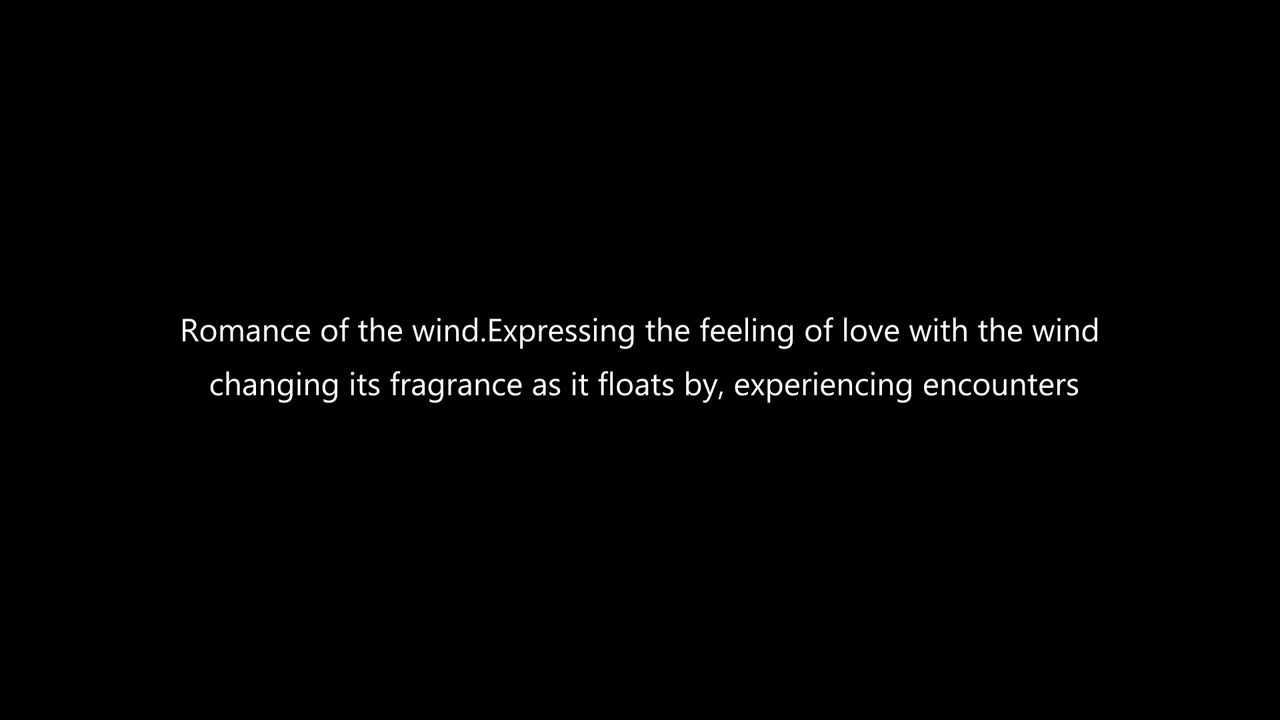 Romance of the wind.Expressing the feeling of love with the wind
changing its fragrance as it floats by, experiencing encounters